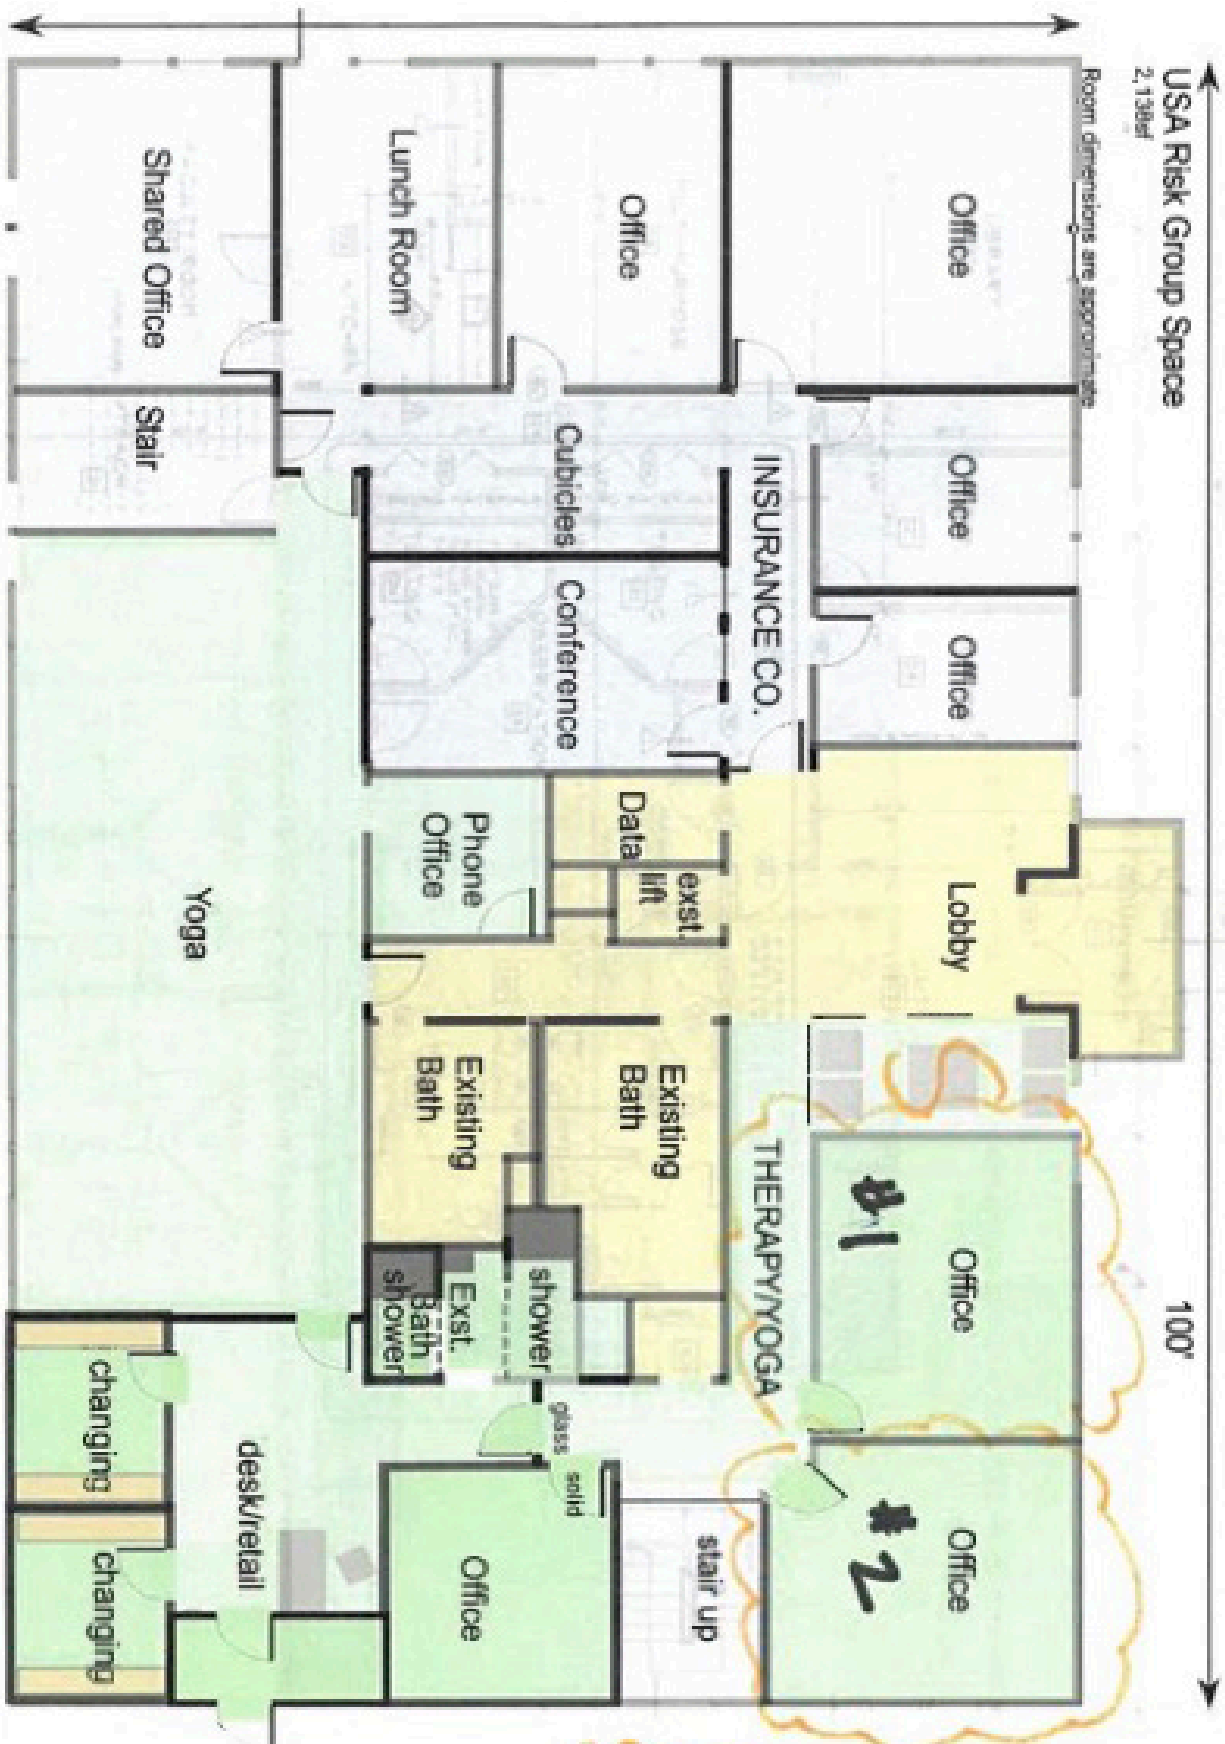 USA Risk Group Space
2,138sf
Room dimensions are approximate
100'
Office
Office
Office
Lobby
#1
Office
#2
Office
INSURANCE CO.
THERAPY/YOGA
Office
Cubicles
Conference
Data
exst.
lift
Existing
Bath
shower
glass
solid
stair up
Lunch Room
Phone
Office
Existing
Bath
Exst.
Bath
shower
Office
Shared Office
Stair
Yoga
desk/retail
changing
changing